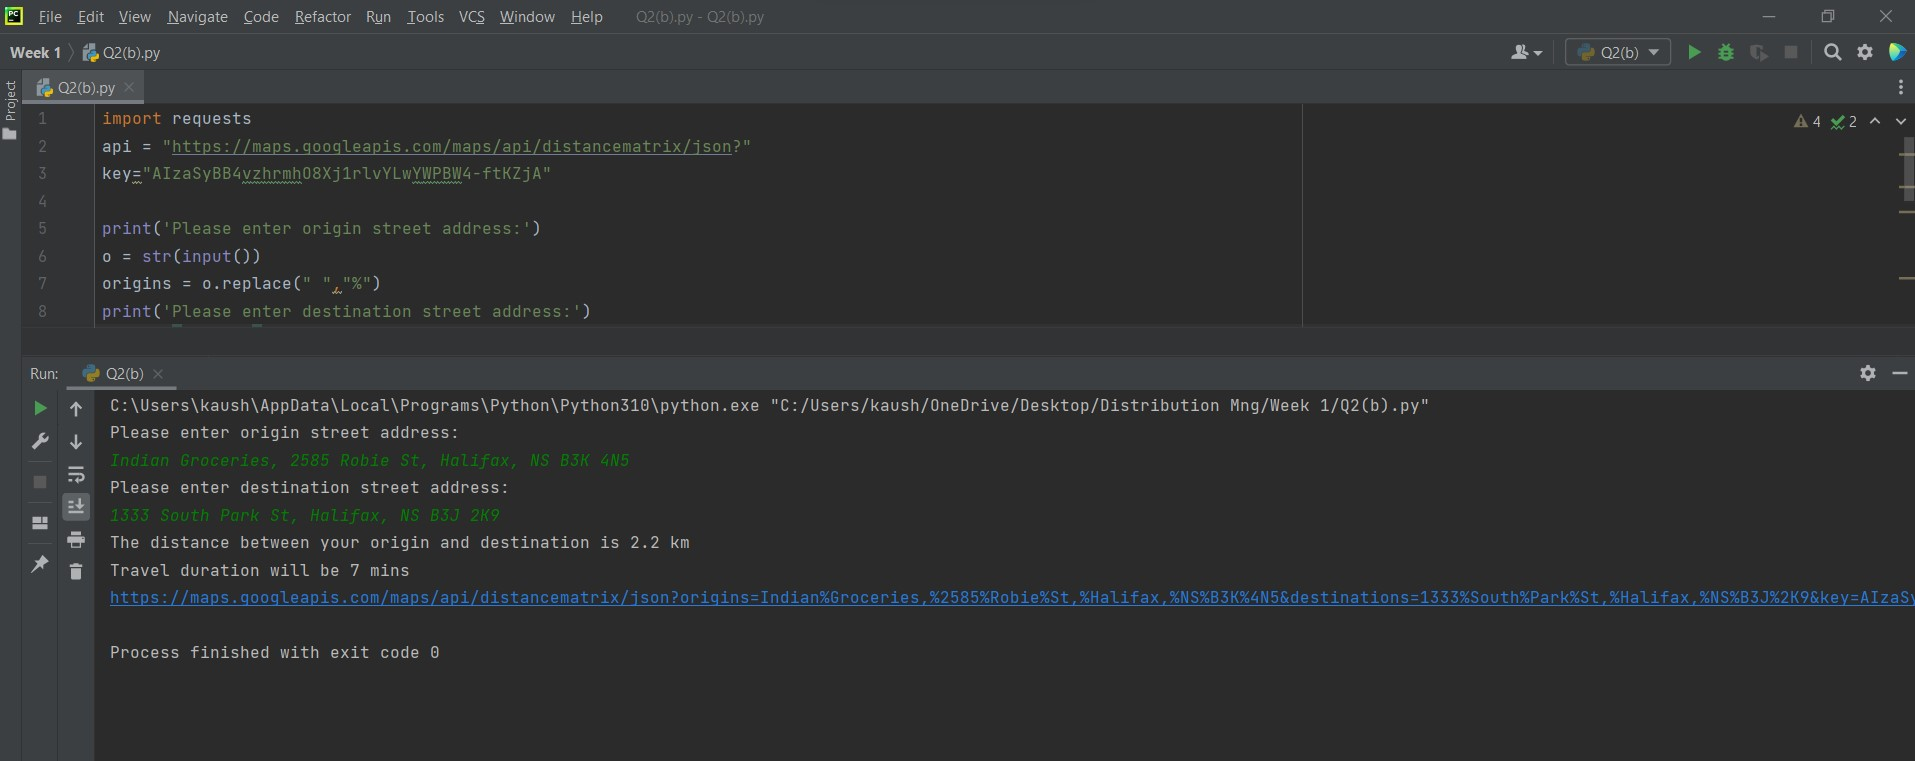 File Edit View Navigate Code Refactor Run Tools VCS Window Help Q2(b).py - Q2(b).py
Week 1 Q2(b).py Q2(b)
Project
Q2(b).py
1 import requests
4 2
2 api = "https://maps.googleapis.com/maps/api/distancematrix/json?"
3 key="AIzaSyBB4vzhrmhO8Xj1rlvYLwYWPBW4-ftKZjA"
4
5 print('Please enter origin street address:')
6 o = str(input())
7 origins = o.replace(" ","%")
8 print('Please enter destination street address:')
Run: Q2(b)
C:\Users\kaush\AppData\Local\Programs\Python\Python310\python.exe "C:/Users/kaush/OneDrive/Desktop/Distribution Mng/Week 1/Q2(b).py"
Please enter origin street address:
Indian Groceries, 2585 Robie St, Halifax, NS B3K 4N5
Please enter destination street address:
1333 South Park St, Halifax, NS B3J 2K9
The distance between your origin and destination is 2.2 km
Travel duration will be 7 mins
https://maps.googleapis.com/maps/api/distancematrix/json?origins=Indian%Groceries,%2585%Robie%St,%Halifax,%NS%B3K%4N5&destinations=1333%South%Park%St,%Halifax,%NS%B3J%2K9&key=AIzaSy
Process finished with exit code 0